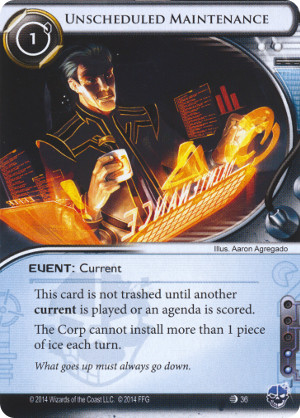 1
UNSCHEDULED MAINTENANCE
MAINTENANCE
Illus. Aaron Agregado
EVENT: Current
This card is not trashed until another
current is played or an agenda is scored.
The Corp cannot install more than 1 piece
of ice each turn.
What goes up must always go down.
© 2014 Wizards of the Coast LLC. © 2014 FFG
36